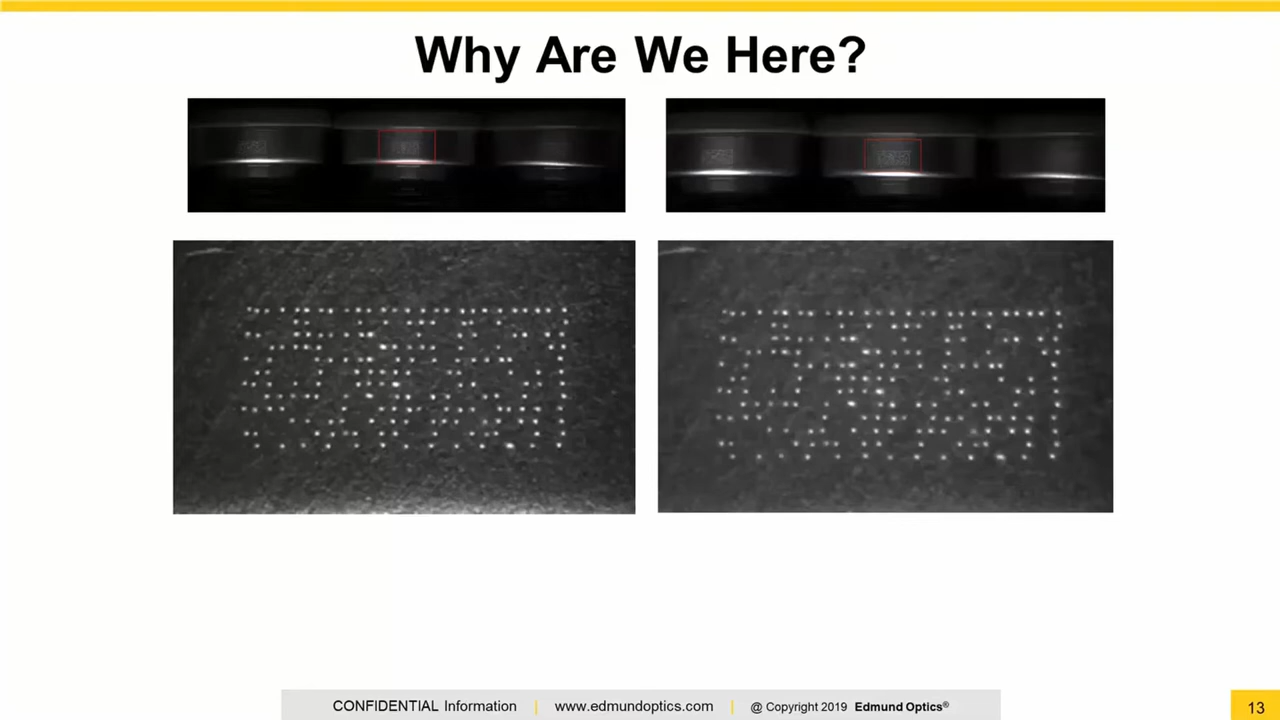 Why Are We Here?
CONFIDENTIAL Information | www.edmundoptics.com | @ Copyright 2019 Edmund Optics®
13